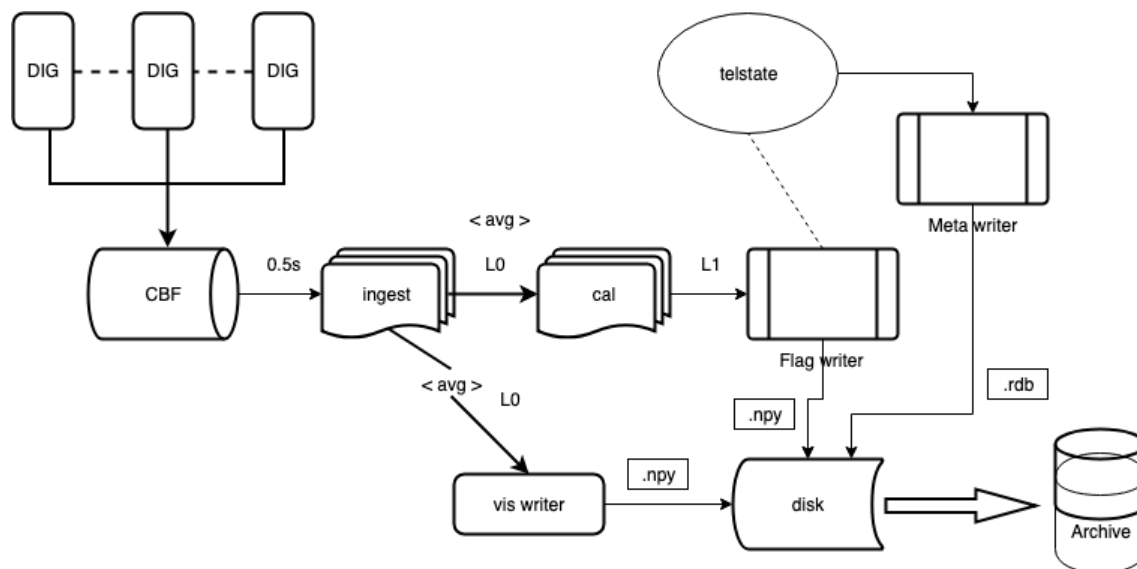 DIG
DIG
DIG
telstate
Meta writer
< avg >
0.5s
L0
L1
CBF
ingest
cal
Flag writer
< avg >
L0
.rdb
.npy
.npy
vis writer
disk
Archive